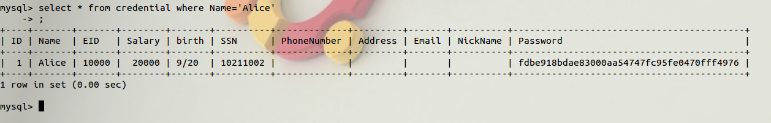 mysql> select * from credential where Name='Alice'
    -> ;
+----+-------+-------+--------+-------+----------+-------------+---------+-------+----------+------------------------------------------+
| ID | Name  | EID   | Salary | birth | SSN      | PhoneNumber | Address | Email | NickName | Password                                 |
+----+-------+-------+--------+-------+----------+-------------+---------+-------+----------+------------------------------------------+
|  1 | Alice | 10000 |  20000 | 9/20  | 10211002 |             |         |       |          | fdbe918bdae83000aa54747fc95fe0470fff4976 |
+----+-------+-------+--------+-------+----------+-------------+---------+-------+----------+------------------------------------------+
1 row in set (0.00 sec)
mysql>